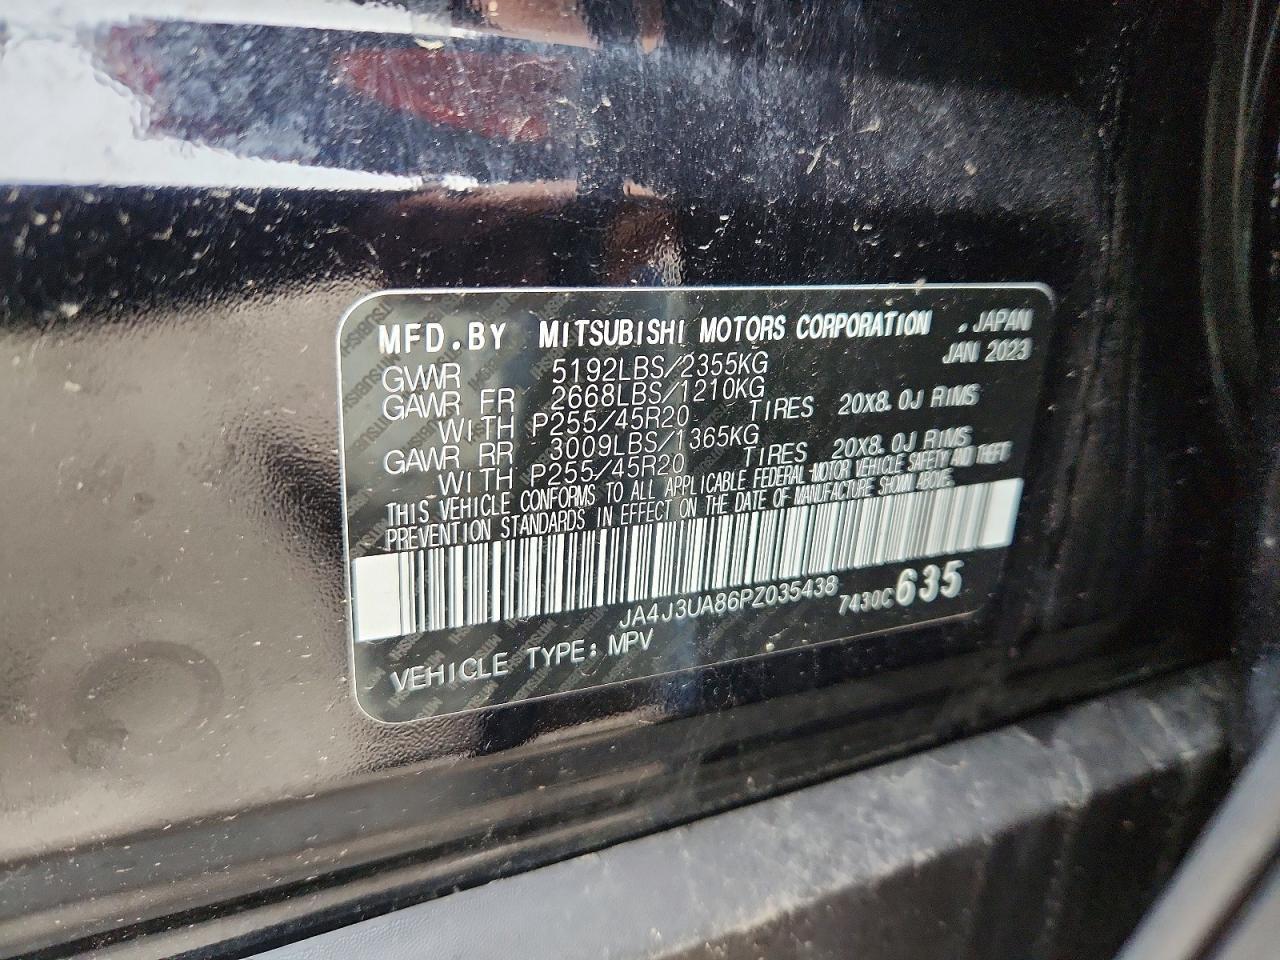 MFD.BY MITSUBISHI MOTORS CORPORATION .JAPAN
JAN 2023
GVWR 5192LBS/2355KG
GAWR FR 2668LBS/1210KG
WITH P255/45R20 TIRES 20X8.0J RIMS
GAWR RR 3009LBS/1365KG
WITH P255/45R20 TIRES 20X8.0J RIMS
THIS VEHICLE CONFORMS TO ALL APPLICABLE FEDERAL MOTOR VEHICLE SAFETY AND THEFT
PREVENTION STANDARDS IN EFFECT ON THE DATE OF MANUFACTURE SHOWN ABOVE.
JA4J3UA86PZ035438 7430C 635
VEHICLE TYPE: MPV